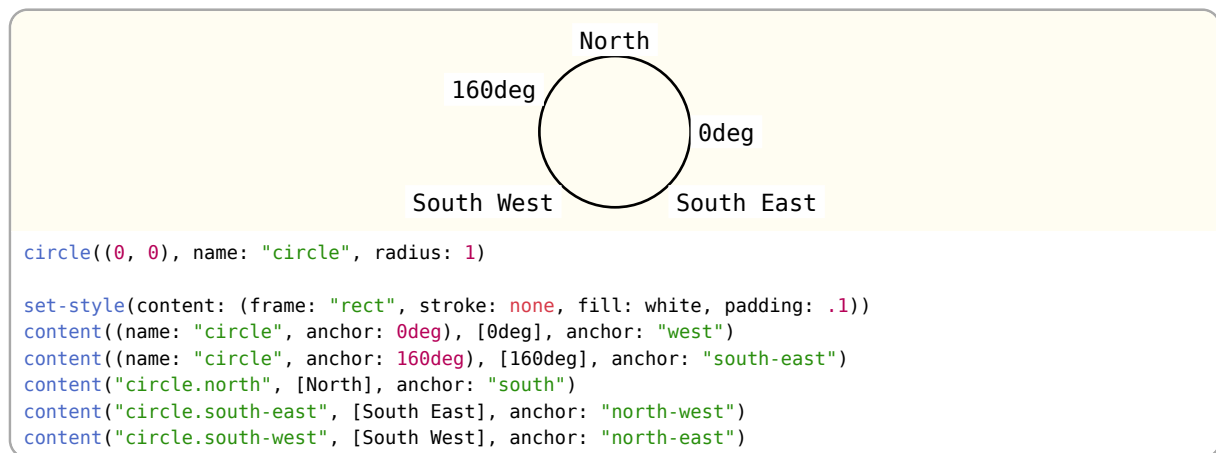 North
160deg
0deg
South West
South East
circle((0, 0), name: "circle", radius: 1)
set-style(content: (frame: "rect", stroke: none, fill: white, padding: .1))
content((name: "circle", anchor: 0deg), [0deg], anchor: "west")
content((name: "circle", anchor: 160deg), [160deg], anchor: "south-east")
content("circle.north", [North], anchor: "south")
content("circle.south-east", [South East], anchor: "north-west")
content("circle.south-west", [South West], anchor: "north-east")